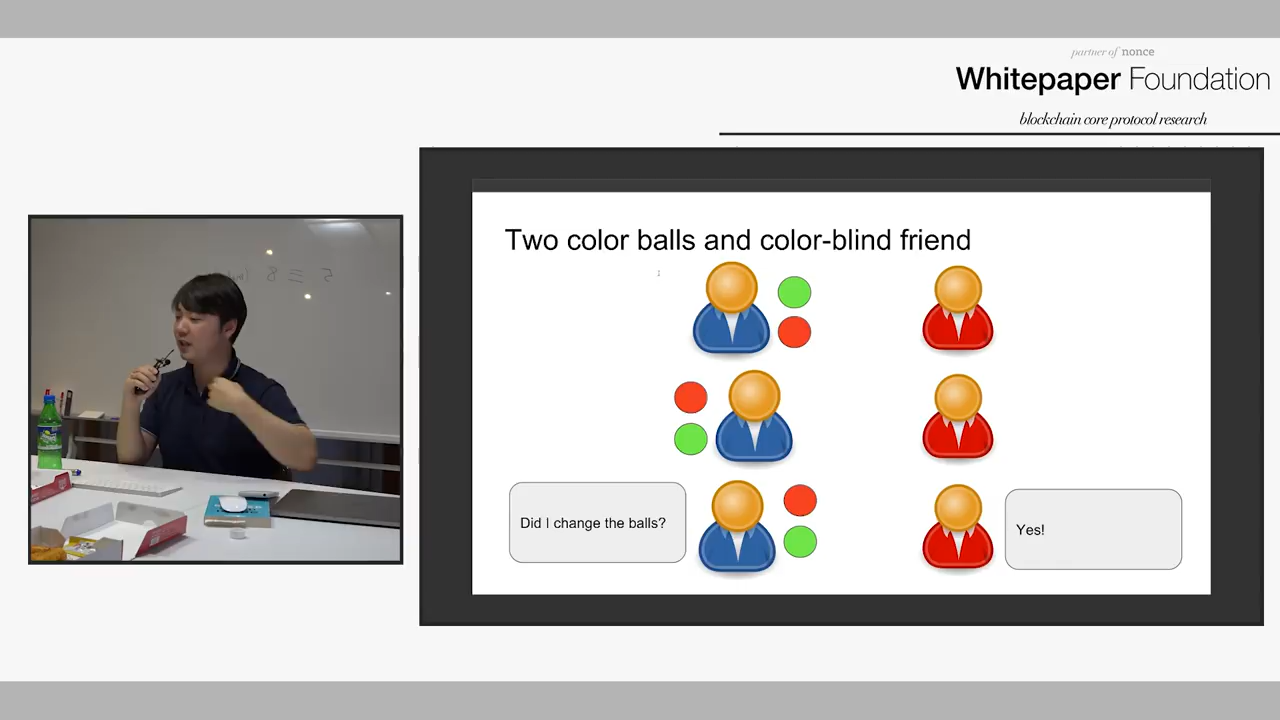 partner of nonce
Whitepaper Foundation
blockchain core protocol research
Two color balls and color-blind friend
Did I change the balls?
Yes!